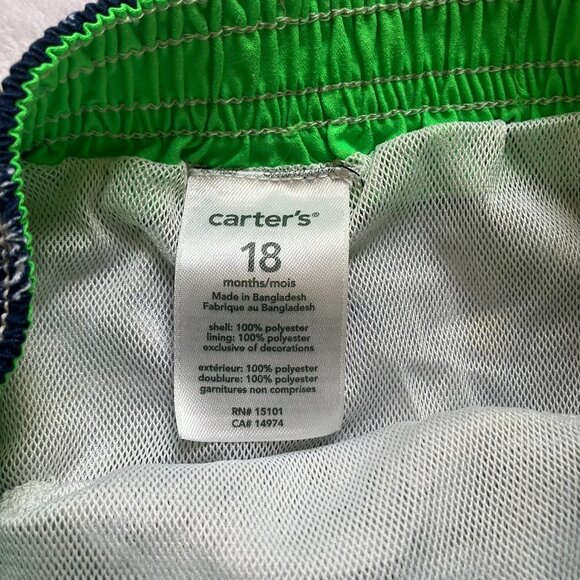 carter's®
18
months/mois
Made in Bangladesh
Fabrique au Bangladesh
shell: 100% polyester
lining: 100% polyester
exclusive of decorations
extérieur: 100% polyester
doublure: 100% polyester
garnitures non comprises
RN# 15101
CA# 14974